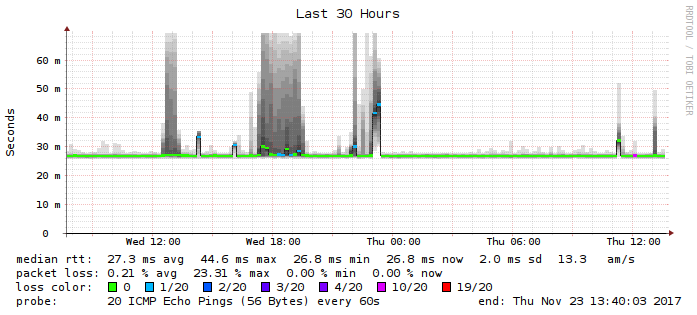 Last 30 Hours
RRDTOOL / TOBI OETIKER
Seconds
60 m
50 m
40 m
30 m
20 m
10 m
0
Wed 12:00 Wed 18:00 Thu 00:00 Thu 06:00 Thu 12:00
median rtt: 27.3 ms avg 44.6 ms max 26.8 ms min 26.8 ms now 2.0 ms sd 13.3 am/s
packet loss: 0.21 % avg 23.31 % max 0.00 % min 0.00 % now
loss color: 0 1/20 2/20 3/20 4/20 10/20 19/20
probe: 20 ICMP Echo Pings (56 Bytes) every 60s end: Thu Nov 23 13:40:03 2017